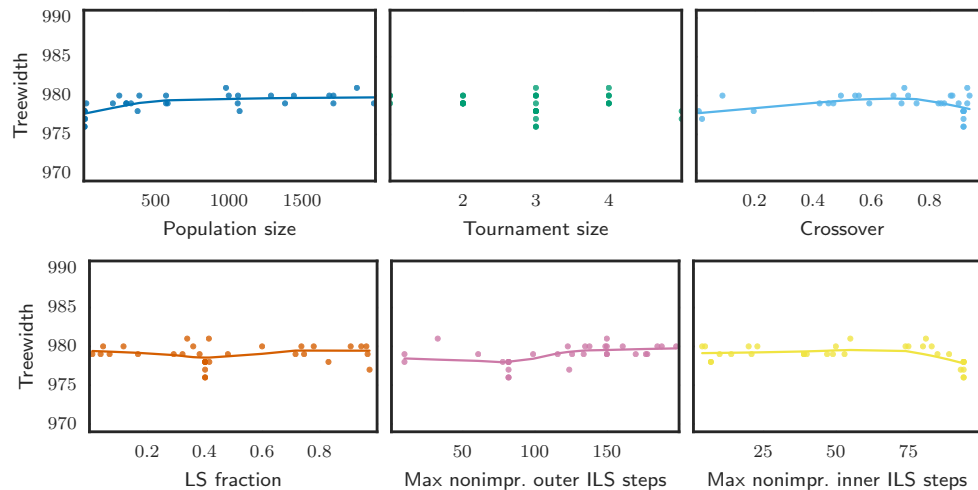 990
985
980
975
970
Treewidth
500 1000 1500
2 3 4
0.2 0.4 0.6 0.8
Population size
Tournament size
Crossover
990
985
980
975
970
Treewidth
0.2 0.4 0.6 0.8
50 100 150
25 50 75
LS fraction
Max nonimpr. outer ILS steps
Max nonimpr. inner ILS steps